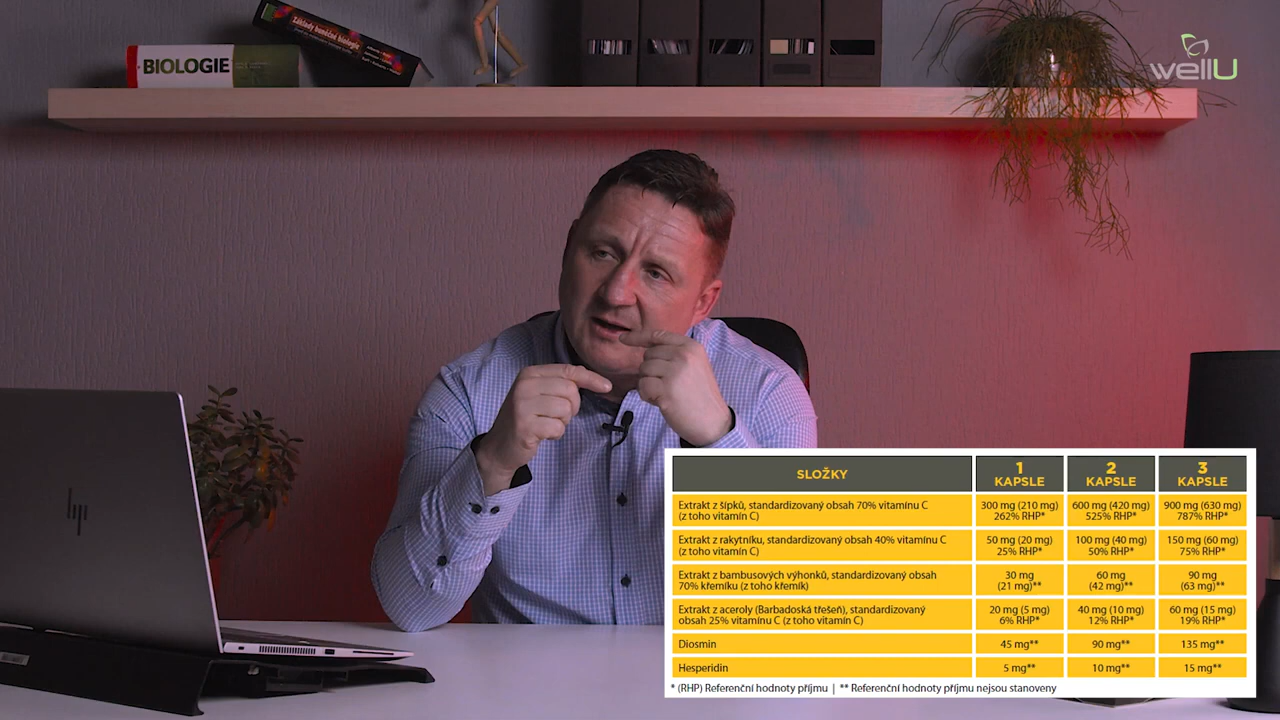 Základy buněčné biologie
BIOLOGIE
wellU
hp
SLOŽKY
1 KAPSLE
2 KAPSLE
3 KAPSLE
Extrakt z šípků, standardizovaný obsah 70% vitamínu C
(z toho vitamín C)
300 mg (210 mg)
262% RHP*
600 mg (420 mg)
525% RHP*
900 mg (630 mg)
787% RHP*
Extrakt z rakytníku, standardizovaný obsah 40% vitamínu C
(z toho vitamín C)
50 mg (20 mg)
25% RHP*
100 mg (40 mg)
50% RHP*
150 mg (60 mg)
75% RHP*
Extrakt z bambusových výhonků, standardizovaný obsah
70% křemíku (z toho křemík)
30 mg
(21 mg)**
60 mg
(42 mg)**
90 mg
(63 mg)**
Extrakt z aceroly (Barbadoská třešeň), standardizovaný
obsah 25% vitamínu C (z toho vitamín C)
20 mg (5 mg)
6% RHP*
40 mg (10 mg)
12% RHP*
60 mg (15 mg)
19% RHP*
Diosmin
45 mg**
90 mg**
135 mg**
Hesperidin
5 mg**
10 mg**
15 mg**
* (RHP) Referenční hodnoty příjmu | ** Referenční hodnoty příjmu nejsou stanoveny